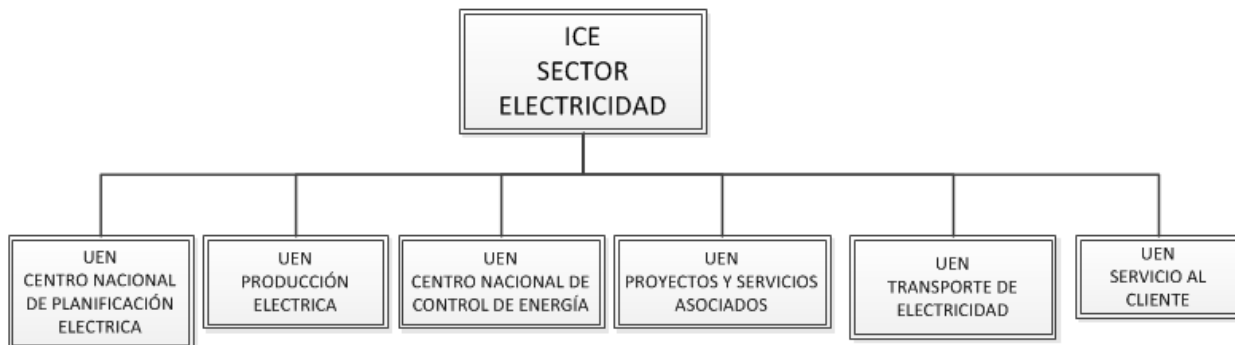 ICE
SECTOR
ELECTRICIDAD
UEN
CENTRO NACIONAL
DE PLANIFICACIÓN
ELECTRICA
UEN
PRODUCCIÓN
ELECTRICA
UEN
CENTRO NACIONAL DE
CONTROL DE ENERGÍA
UEN
PROYECTOS Y SERVICIOS
ASOCIADOS
UEN
TRANSPORTE DE
ELECTRICIDAD
UEN
SERVICIO AL
CLIENTE